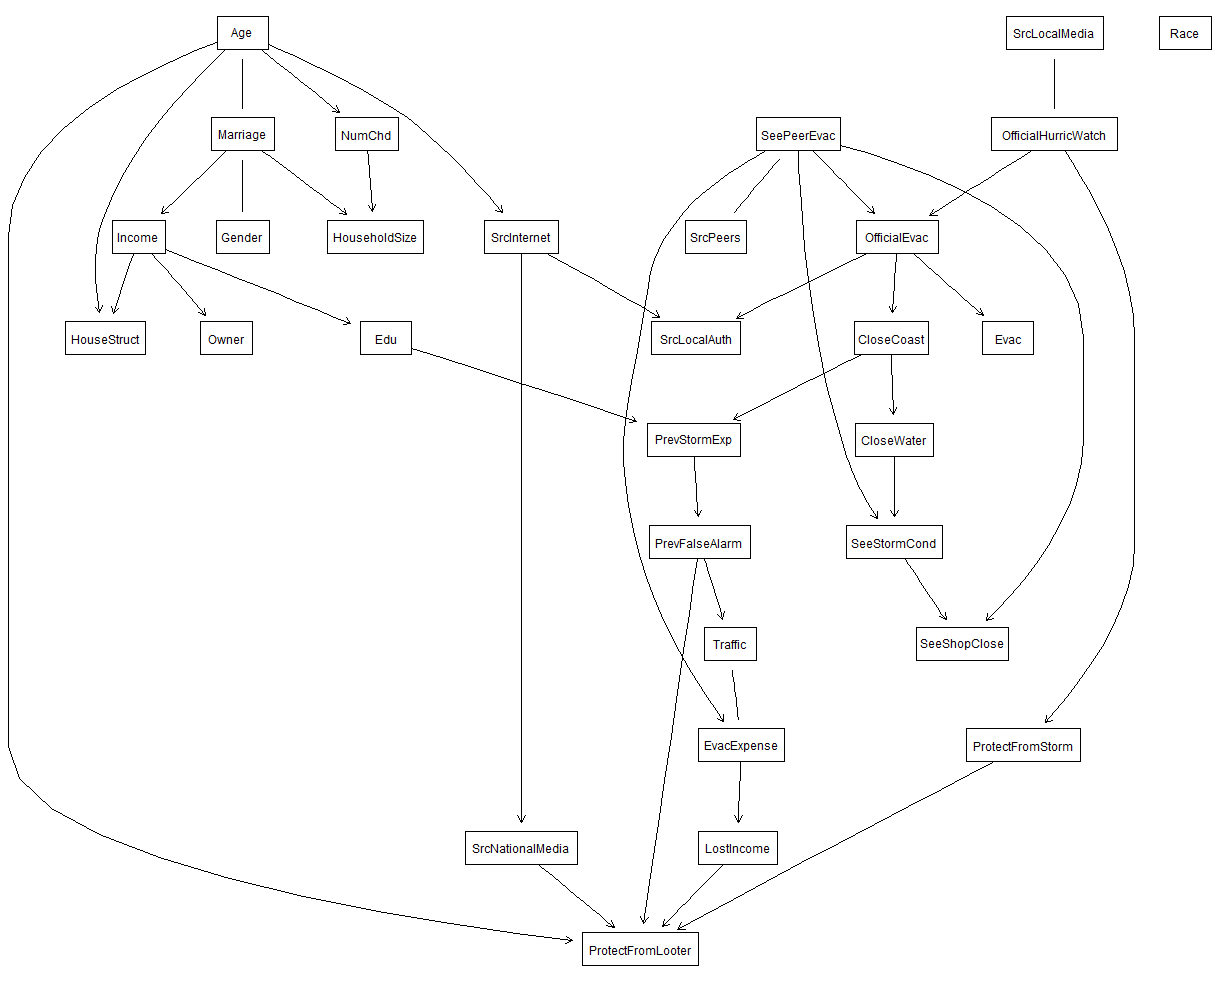 Age
SrcLocalMedia
Race
Marriage
NumChd
SeePeerEvac
OfficialHurricWatch
Income
Gender
HouseholdSize
SrcInternet
SrcPeers
OfficialEvac
HouseStruct
Owner
Edu
SrcLocalAuth
CloseCoast
Evac
PrevStormExp
CloseWater
PrevFalseAlarm
SeeStormCond
Traffic
SeeShopClose
EvacExpense
ProtectFromStorm
SrcNationalMedia
LostIncome
ProtectFromLooter